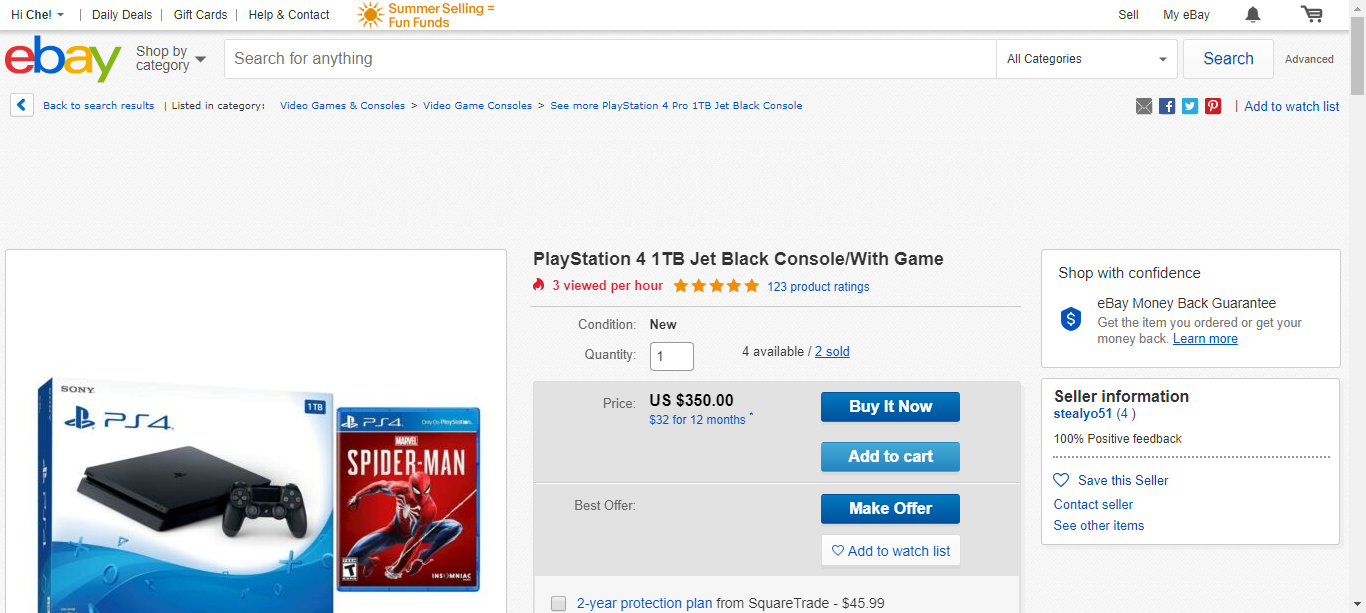 Hi Che!
Daily Deals
Gift Cards
Help & Contact
Summer Selling =
Fun Funds
Sell
My eBay
ebay
Shop by
category
Search for anything
All Categories
Search
Advanced
Back to search results | Listed in category: Video Games & Consoles > Video Game Consoles > See more PlayStation 4 Pro 1TB Jet Black Console
| Add to watch list
SONY
PS4
1TB
PS4
Only On PlayStation
MARVEL
SPIDER-MAN
T
INSOMNIAC
PlayStation 4 1TB Jet Black Console/With Game
3 viewed per hour
123 product ratings
Condition: New
Quantity: 1
4 available / 2 sold
Price: US $350.00
$32 for 12 months *
Buy It Now
Add to cart
Best Offer:
Make Offer
Add to watch list
2-year protection plan from SquareTrade - $45.99
Shop with confidence
eBay Money Back Guarantee
Get the item you ordered or get your
money back. Learn more
Seller information
stealyo51 (4 )
100% Positive feedback
Save this Seller
Contact seller
See other items